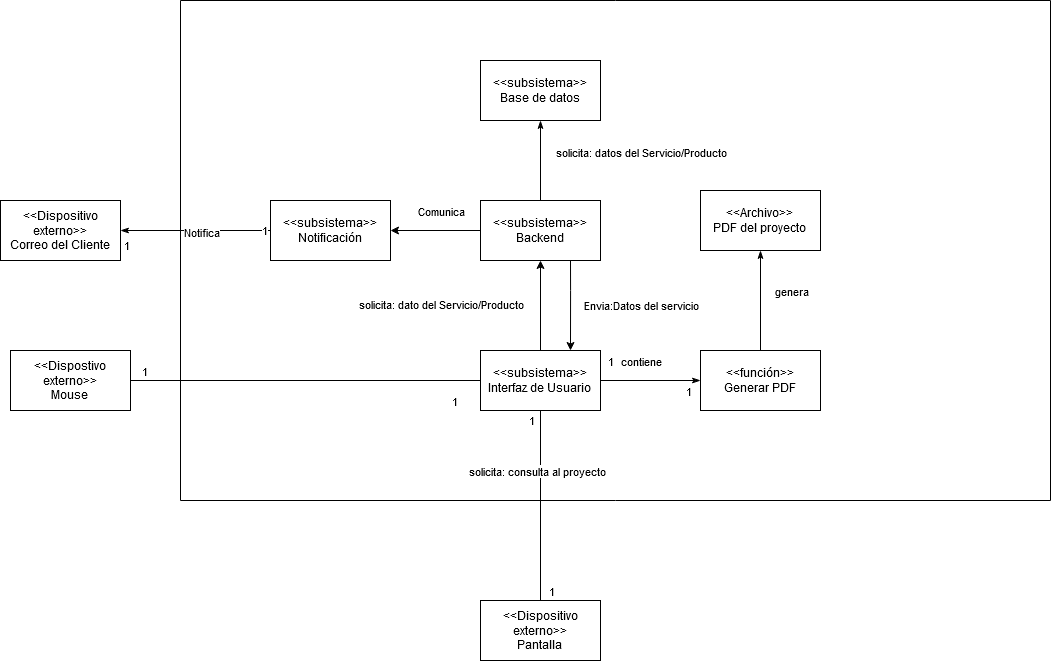 <<subsistema>>
Base de datos
solicita: datos del Servicio/Producto
<<Dispositivo
externo>>
Correo del Cliente
1
Notifica
1
<<subsistema>>
Notificación
Comunica
<<subsistema>>
Backend
<<Archivo>>
PDF del proyecto
genera
solicita: dato del Servicio/Producto
Envia:Datos del servicio
<<Dispostivo
externo>>
Mouse
1
1
<<subsistema>>
Interfaz de Usuario
1 contiene
1
<<función>>
Generar PDF
1
solicita: consulta al proyecto
1
<<Dispositivo
externo>>
Pantalla